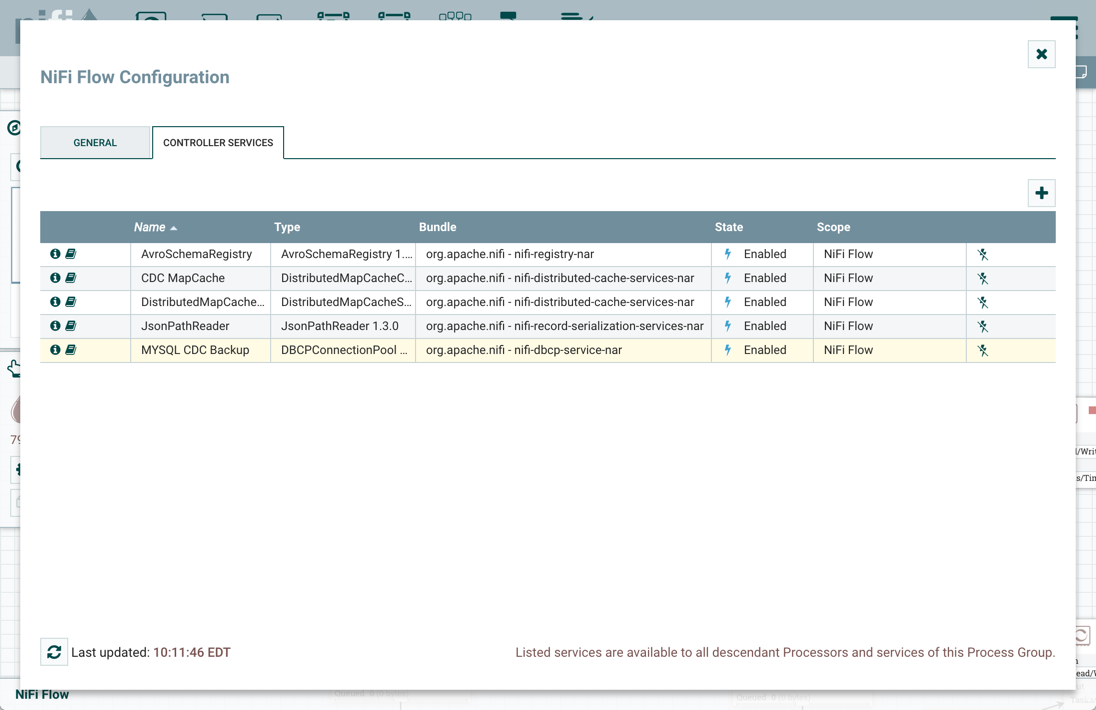 nifi
NiFi Flow Configuration
GENERAL
CONTROLLER SERVICES
Name Type Bundle State Scope
AvroSchemaRegistry AvroSchemaRegistry 1.... org.apache.nifi - nifi-registry-nar Enabled NiFi Flow
CDC MapCache DistributedMapCacheC... org.apache.nifi - nifi-distributed-cache-services-nar Enabled NiFi Flow
DistributedMapCache... DistributedMapCacheS... org.apache.nifi - nifi-distributed-cache-services-nar Enabled NiFi Flow
JsonPathReader JsonPathReader 1.3.0 org.apache.nifi - nifi-record-serialization-services-nar Enabled NiFi Flow
MYSQL CDC Backup DBCPConnectionPool ... org.apache.nifi - nifi-dbcp-service-nar Enabled NiFi Flow
Last updated: 10:11:46 EDT
Listed services are available to all descendant Processors and services of this Process Group.
NiFi Flow